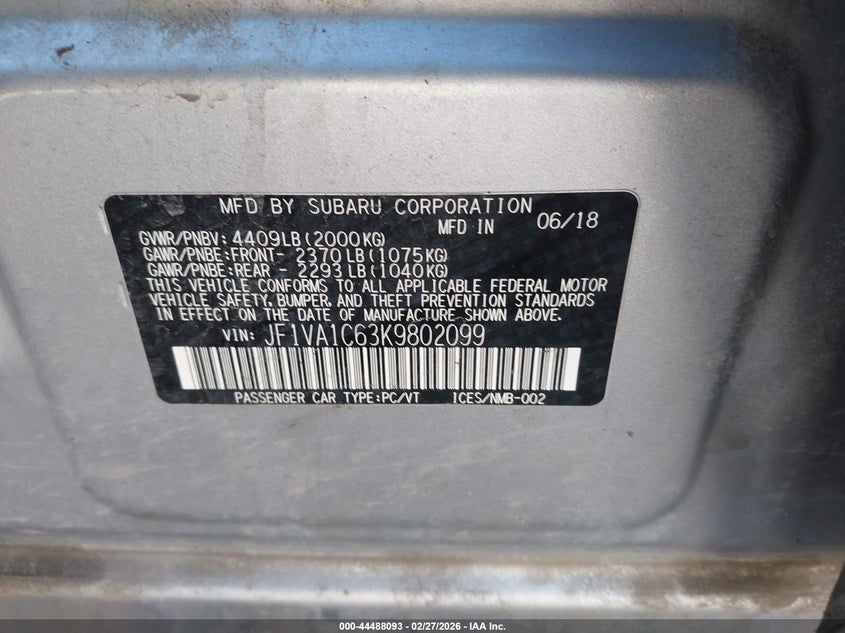 MFD BY SUBARU CORPORATION
MFD IN 06/18
GVWR/PNBV: 4409LB(2000KG)
GAWR/PNBE:FRONT- 2370LB(1075KG)
GAWR/PNBE:REAR - 2293LB(1040KG)
THIS VEHICLE CONFORMS TO ALL APPLICABLE FEDERAL MOTOR
VEHICLE SAFETY, BUMPER, AND THEFT PREVENTION STANDARDS
IN EFFECT ON THE DATE OF MANUFACTURE SHOWN ABOVE.
VIN: JF1VA1C63K9802099
PASSENGER CAR TYPE:PC/VT ICES/NMB-002
000-44488093 - 02/27/2026 - IAA Inc.